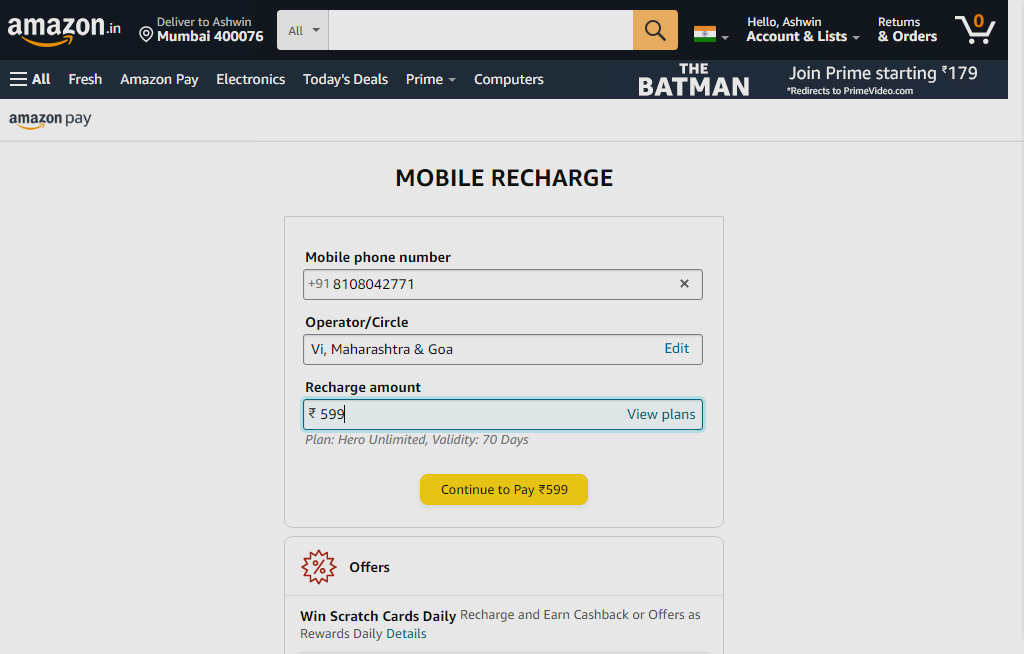 amazon.in
Deliver to Ashwin
Mumbai 400076
All
Hello, Ashwin
Account & Lists
Returns
& Orders
0
All
Fresh
Amazon Pay
Electronics
Today's Deals
Prime
Computers
THE
BATMAN
Join Prime starting ₹179
*Redirects to PrimeVideo.com
amazon pay
MOBILE RECHARGE
Mobile phone number
+91 8108042771 ×
Operator/Circle
Vi, Maharashtra & Goa Edit
Recharge amount
₹ 599 View plans
Plan: Hero Unlimited, Validity: 70 Days
Continue to Pay ₹599
% Offers
Win Scratch Cards Daily Recharge and Earn Cashback or Offers as
Rewards Daily Details